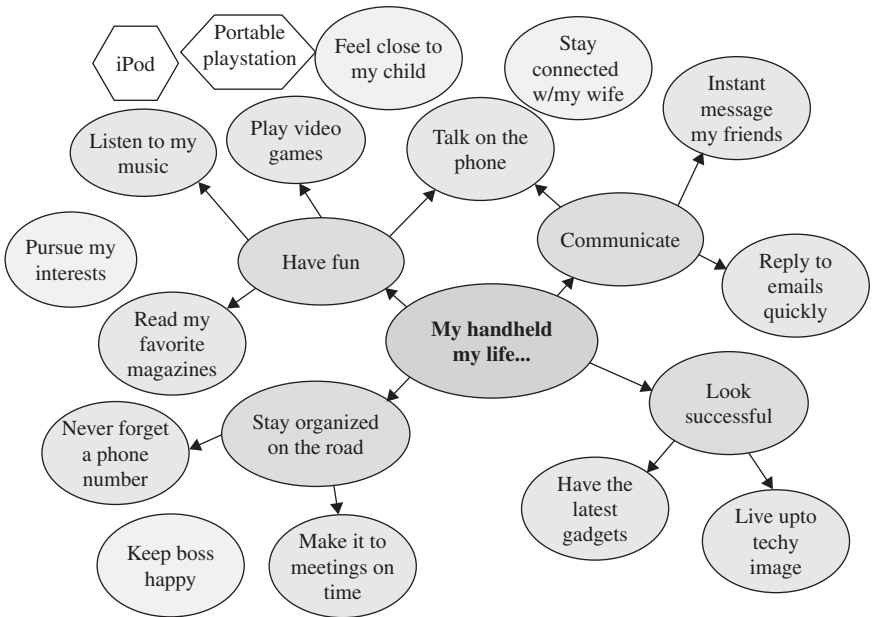 iPod
Portable
playstation
Feel close to
my child
Stay
connected
w/my wife
Instant
message
my friends
Listen to my
music
Play video
games
Talk on the
phone
Pursue my
interests
Have fun
Communicate
Reply to
emails
quickly
Read my
favorite
magazines
My handheld
my life...
Look
successful
Never forget
a phone
number
Stay organized
on the road
Have the
latest
gadgets
Live upto
techy
image
Keep boss
happy
Make it to
meetings on
time